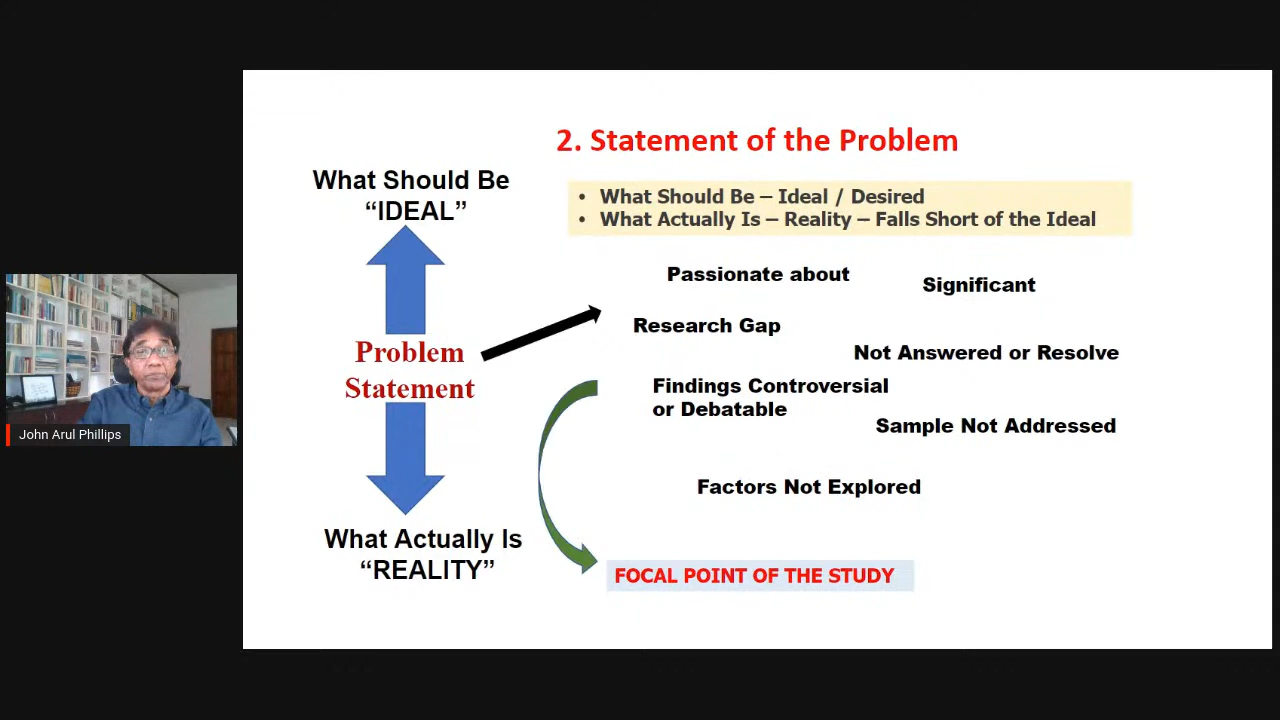 2. Statement of the Problem
What Should Be
“IDEAL”
• What Should Be – Ideal / Desired
• What Actually Is – Reality – Falls Short of the Ideal
Passionate about
Significant
Research Gap
Problem
Statement
Not Answered or Resolve
Findings Controversial
or Debatable
Sample Not Addressed
Factors Not Explored
What Actually Is
“REALITY”
FOCAL POINT OF THE STUDY
John Arul Phillips